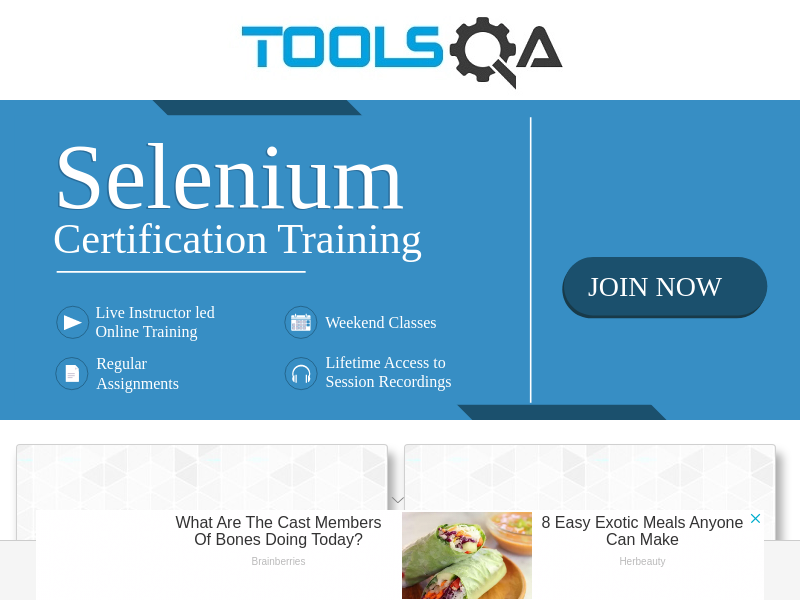 TOOLSQA
Selenium
Certification Training
Live Instructor led
Online Training
Weekend Classes
Regular
Assignments
Lifetime Access to
Session Recordings
JOIN NOW
What Are The Cast Members
Of Bones Doing Today?
Brainberries
8 Easy Exotic Meals Anyone
Can Make
Herbeauty